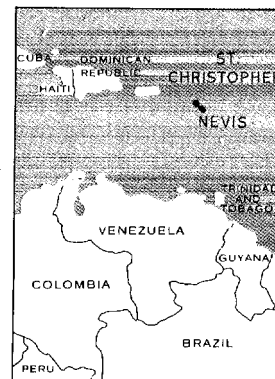 CUBA
DOMINICAN
REPUBLIC
HAITI
ST.
CHRISTOPHER
NEVIS
TRINIDAD
AND
TOBAGO
VENEZUELA
GUYANA
COLOMBIA
BRAZIL
PERU